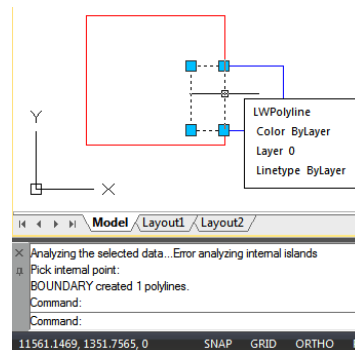 LWPolyline
Color ByLayer
Layer 0
Linetype ByLayer
Y
X
Model Layout1 Layout2
Analyzing the selected data...Error analyzing internal islands
Pick internal point:
BOUNDARY created 1 polylines.
Command:
Command:
11561.1469, 1351.7565, 0 SNAP GRID ORTHO